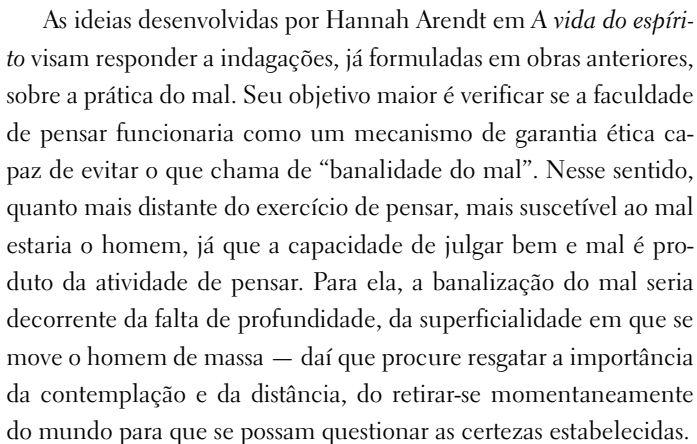 As ideias desenvolvidas por Hannah Arendt em A vida do espíri-
to visam responder a indagações, já formuladas em obras anteriores,
sobre a prática do mal. Seu objetivo maior é verificar se a faculdade
de pensar funcionaria como um mecanismo de garantia ética ca-
paz de evitar o que chama de “banalidade do mal”. Nesse sentido,
quanto mais distante do exercício de pensar, mais suscetível ao mal
estaria o homem, já que a capacidade de julgar bem e mal é pro-
duto da atividade de pensar. Para ela, a banalização do mal seria
decorrente da falta de profundidade, da superficialidade em que se
move o homem de massa — daí que procure resgatar a importância
da contemplação e da distância, do retirar-se momentaneamente
do mundo para que se possam questionar as certezas estabelecidas.